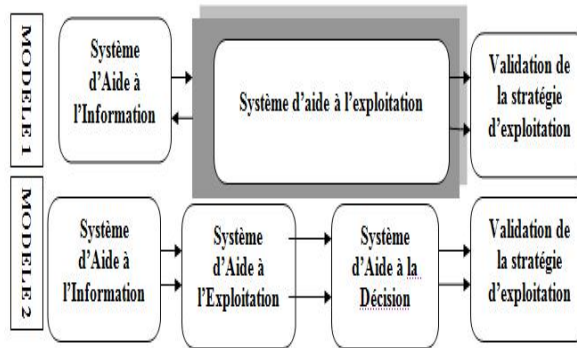 MODELE 1
Système
d'Aide à
l'Information
Système d'aide à l'exploitation
Validation de
la stratégie
d'exploitation
MODELE 2
Système
d'Aide à
l'Information
Système
d'Aide à
l'Exploitation
Système
d'Aide à la
Décision
Validation de
la stratégie
d'exploitation